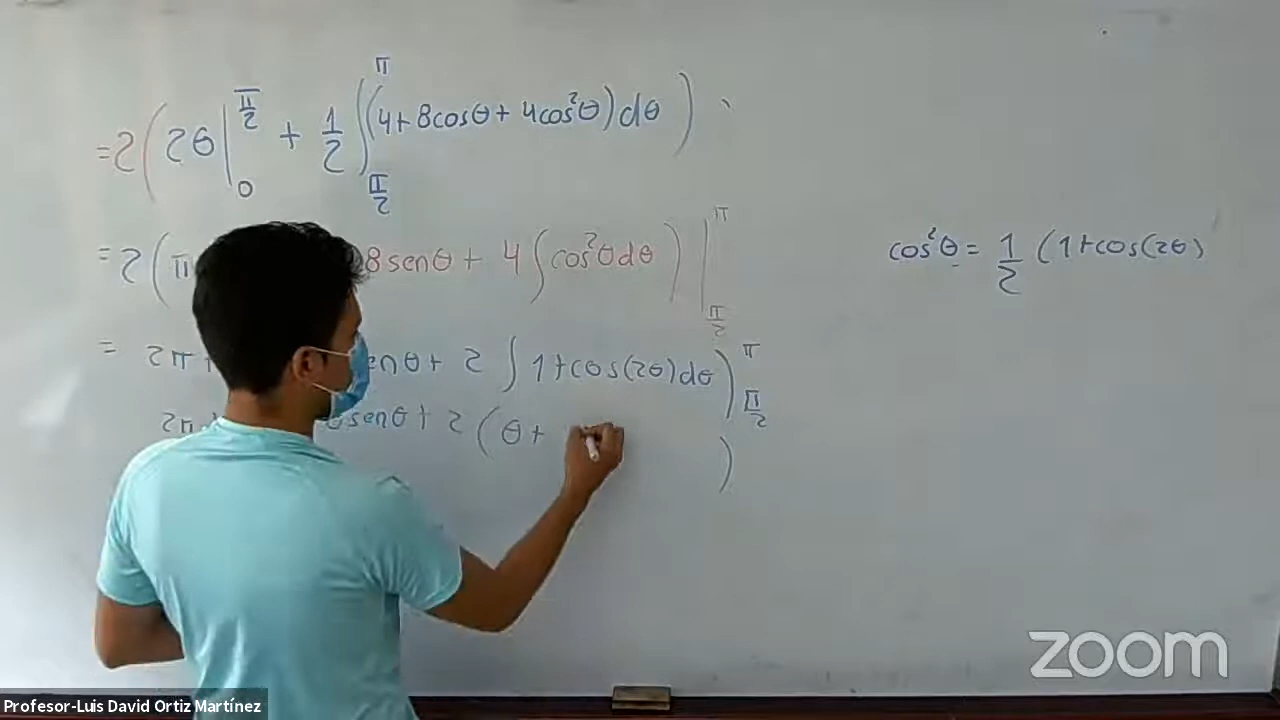 =2(2θ|₀^(π/2) + 1/2 ∫_(π/2)^π (4+8cosθ+4cos²θ)dθ)
=2(π 8senθ + 4∫cos²θdθ)|_(π/2)^π
cos²θ = 1/2 (1+cos(2θ)
= 2π+ enθ + 2 ∫1+cos(2θ)dθ)_(π/2)^π
2π senθ + 2(θ+ )
zoom
Profesor-Luis David Ortiz Martínez